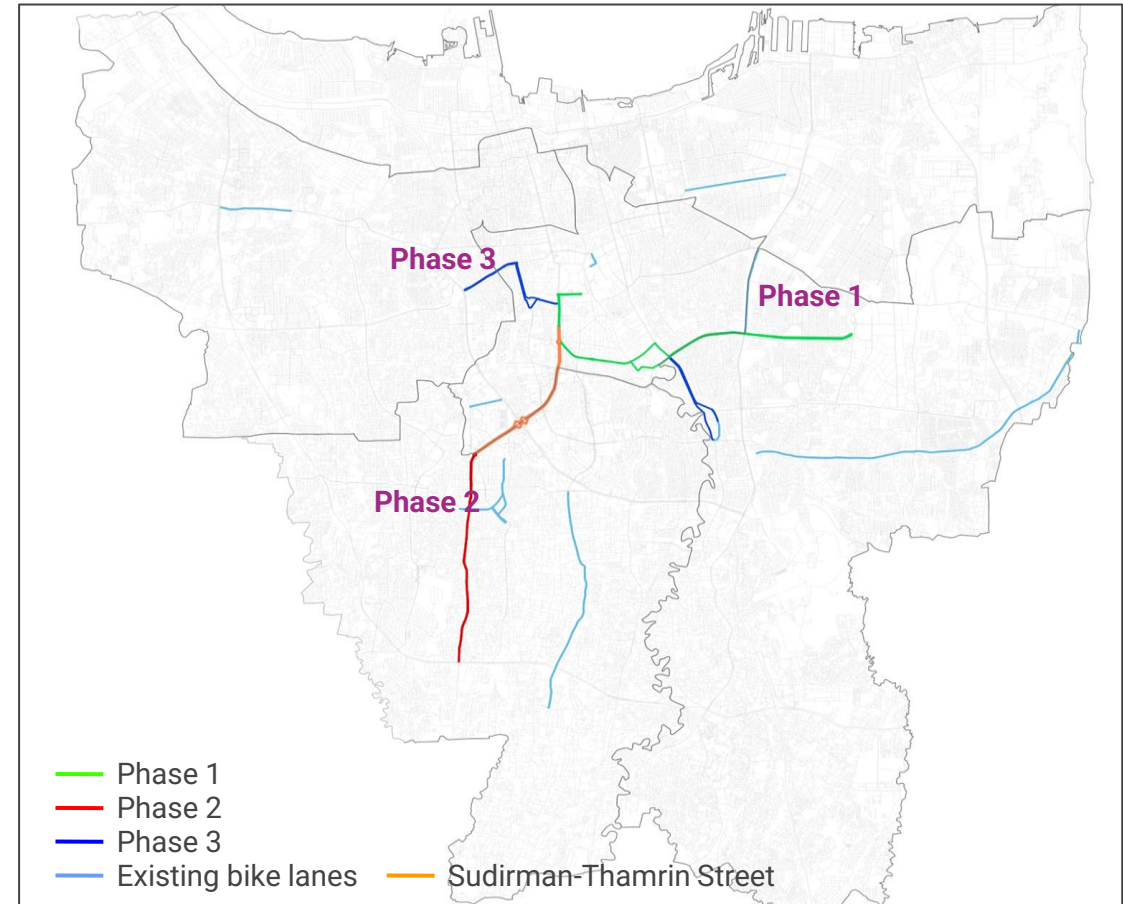 Phase 3
Phase 1
Phase 2
Phase 1
Phase 2
Phase 3
Existing bike lanes
Sudirman-Thamrin Street